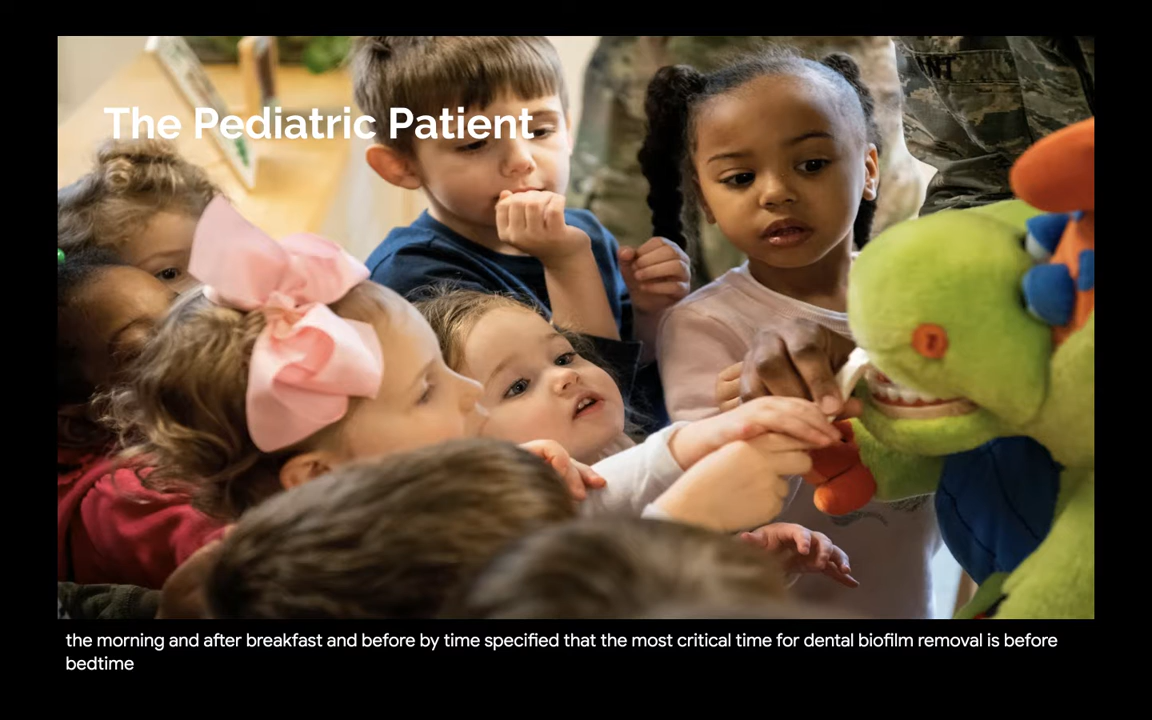 The Pediatric Patient
the morning and after breakfast and before by time specified that the most critical time for dental biofilm removal is before
bedtime